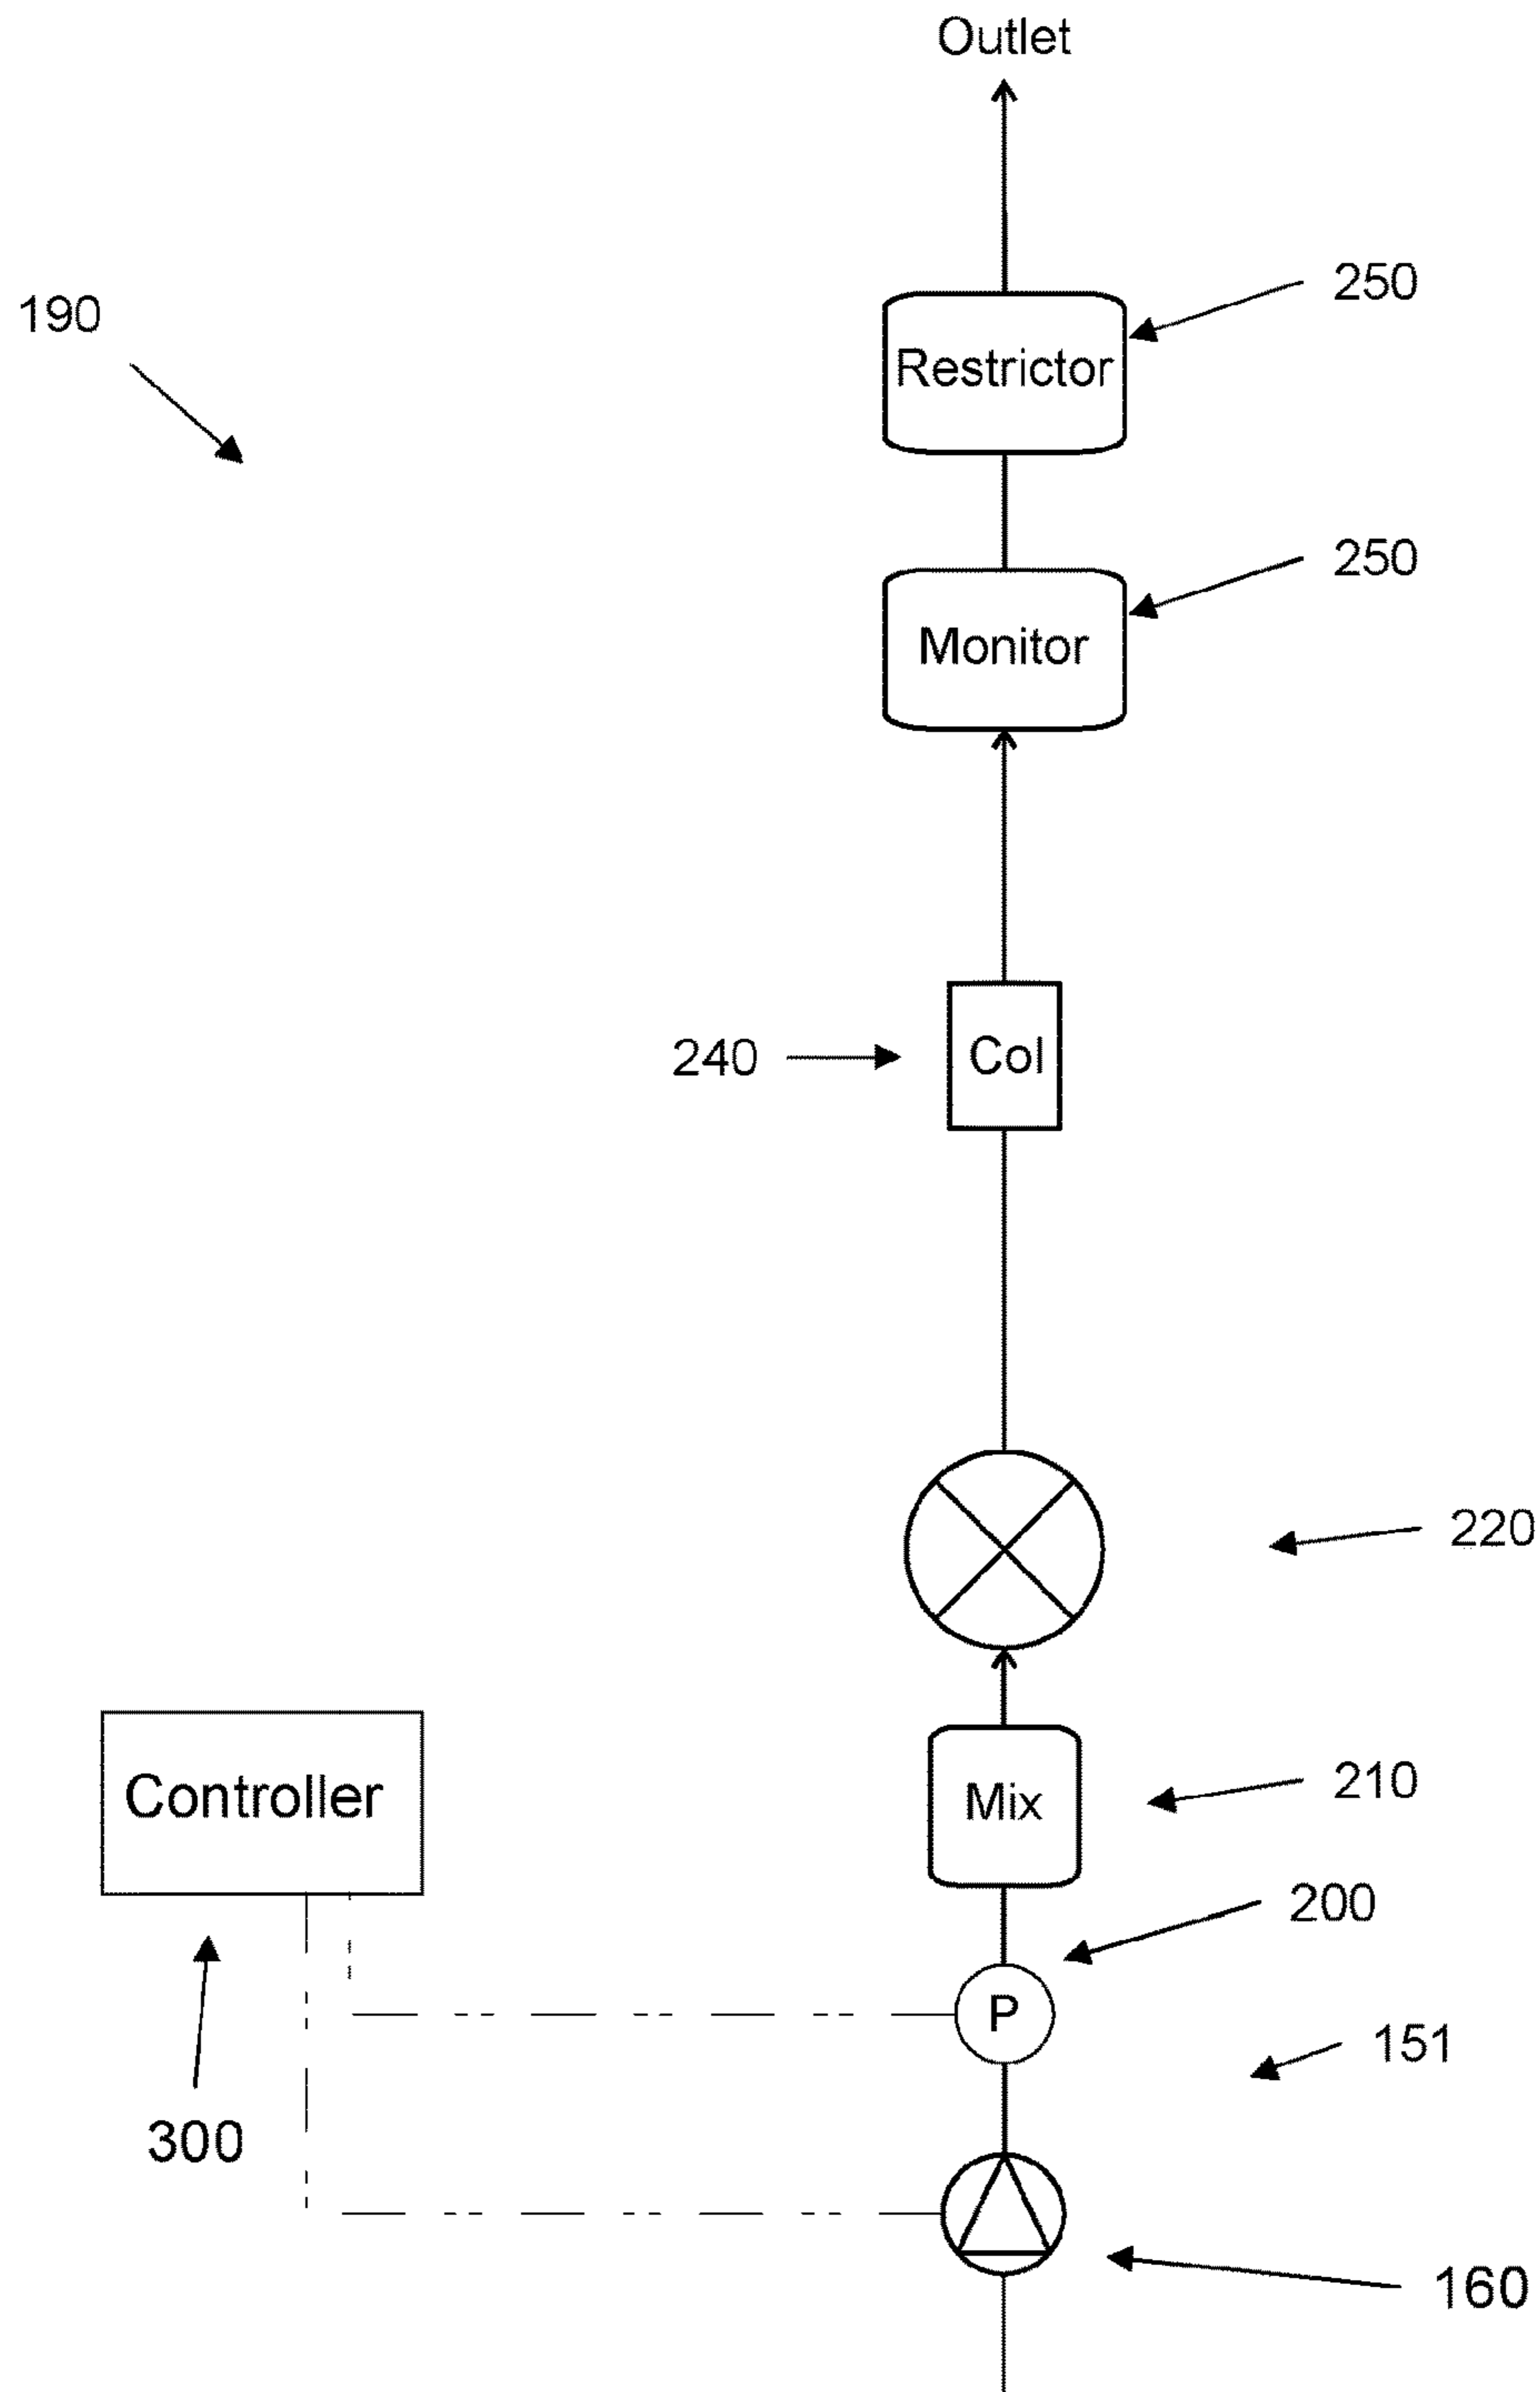 Outlet
250
190
Restrictor
250
Monitor
240
Col
220
Controller
Mix
210
200
P
151
300
160